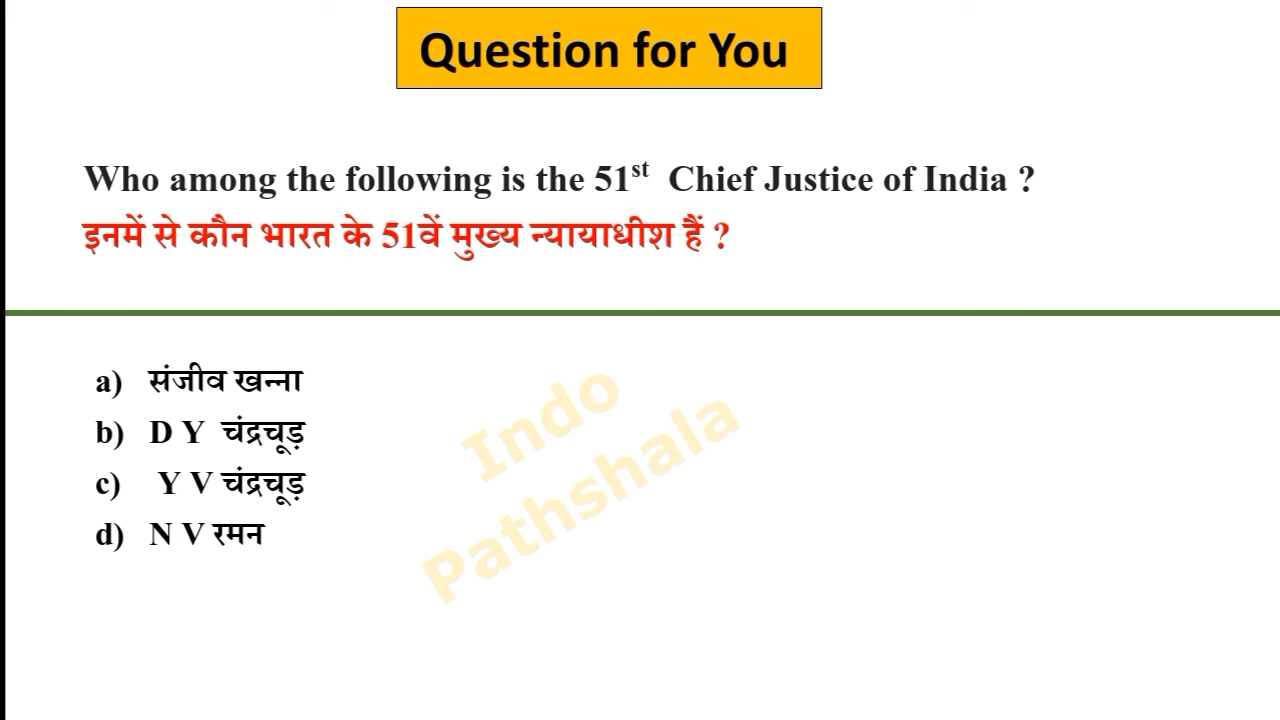 Question for You
Who among the following is the 51st Chief Justice of India ?
इनमें से कौन भारत के 51वें मुख्य न्यायाधीश हैं ?
a) संजीव खन्ना
b) D Y चंद्रचूड़
c) Y V चंद्रचूड़
d) N V रमन
Indo
Pathshala